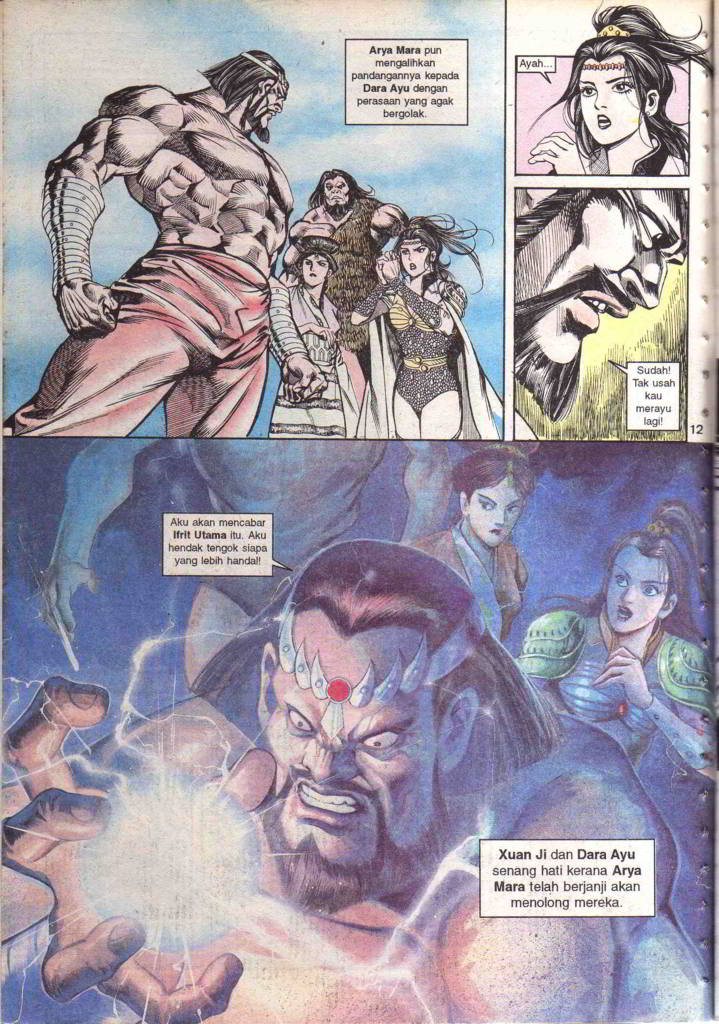 Arya Mara pun
mengalihkan
pandangannya kepada
Dara Ayu dengan
perasaan yang agak
bergolak.
Ayah...
Sudah!
Tak usah
kau
merayu
lagi!
12
Aku akan mencabar
Ifrit Utama itu. Aku
hendak tengok siapa
yang lebih handal!
Xuan Ji dan Dara Ayu
senang hati kerana Arya
Mara telah berjanji akan
menolong mereka.